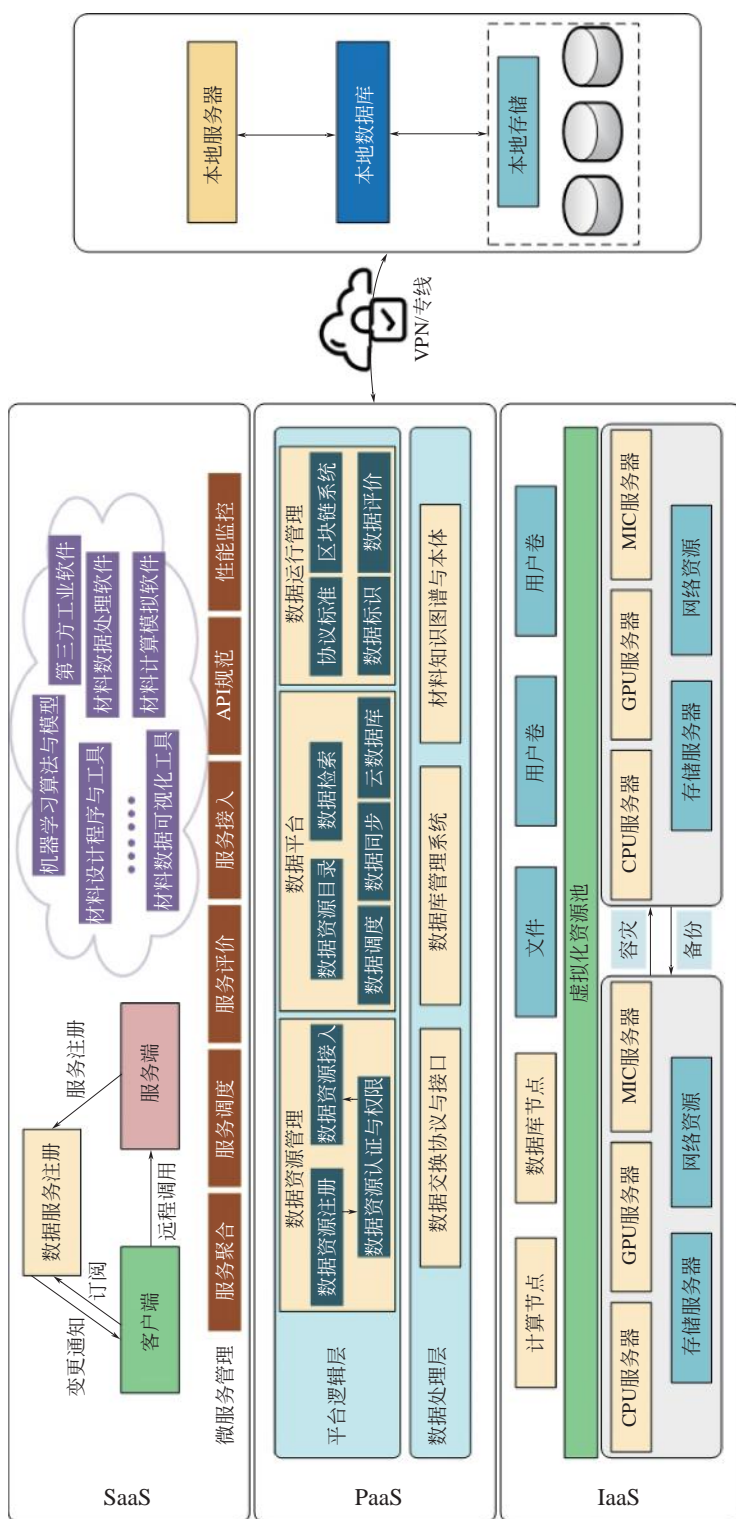 SaaS
变更通知
订阅
数据服务注册
服务注册
客户端
远程调用
服务端
机器学习算法与模型
第三方工业软件
材料设计程序与工具
材料数据处理软件
······
材料数据可视化工具
材料计算模拟软件
微服务管理
服务聚合
服务调度
服务评价
服务接入
API规范
性能监控
PaaS
平台逻辑层
数据资源管理
数据资源注册
数据资源接入
数据资源认证与权限
数据平台
数据资源目录
数据检索
数据调度
数据同步
云数据库
数据运行管理
协议标准
区块链系统
数据标识
数据评价
数据处理层
数据交换协议与接口
数据库管理系统
材料知识图谱与本体
IaaS
计算节点
数据库节点
文件
用户卷
用户卷
虚拟化资源池
CPU服务器
GPU服务器
MIC服务器
存储服务器
网络资源
容灾
备份
CPU服务器
GPU服务器
MIC服务器
存储服务器
网络资源
VPN/专线
本地服务器
本地数据库
本地存储